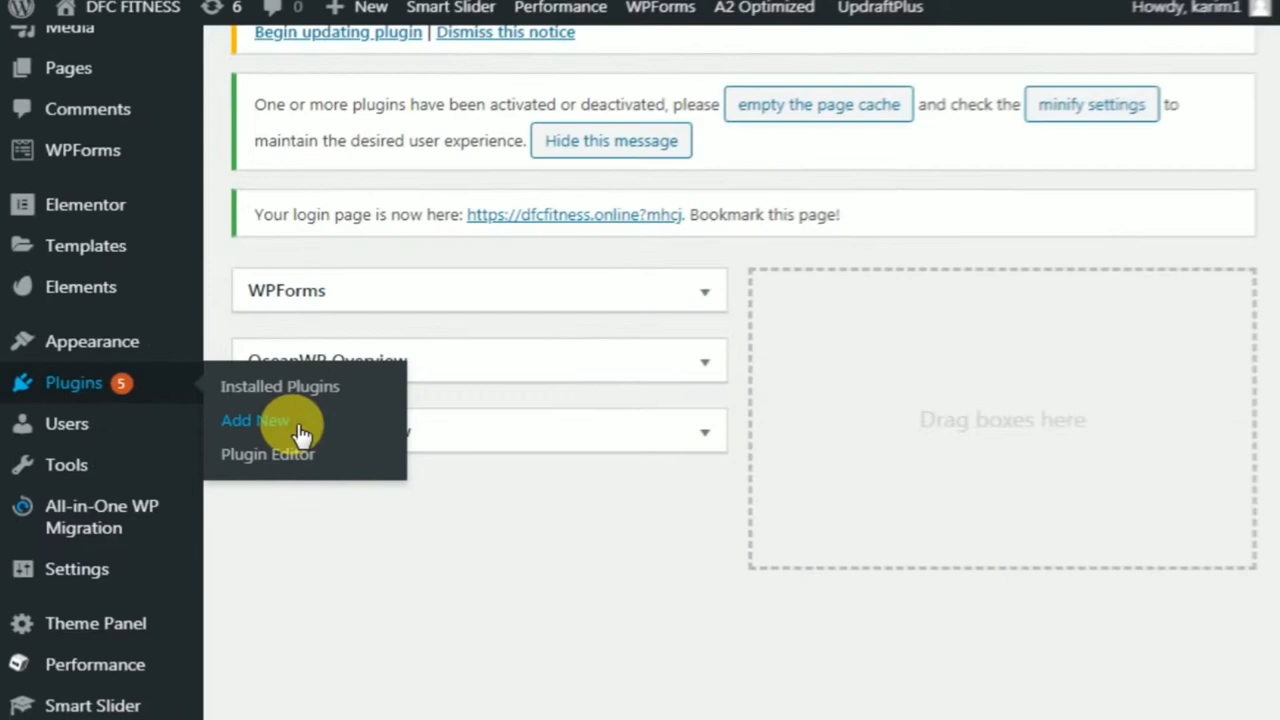 DFC FITNESS 6 0 New Smart Slider Performance WPForms A2 Optimized UpdraftPlus Howdy, karim1
Media
Pages
Comments
WPForms
Elementor
Templates
Elements
Appearance
Plugins 5
Users
Tools
All-in-One WP
Migration
Settings
Theme Panel
Performance
Smart Slider
Installed Plugins
Add New
Plugin Editor
Begin updating plugin | Dismiss this notice
One or more plugins have been activated or deactivated, please empty the page cache and check the minify settings to
maintain the desired user experience. Hide this message
Your login page is now here: https://dfcfitness.online?mhcj. Bookmark this page!
WPForms
OceanWP Overview
Drag boxes here